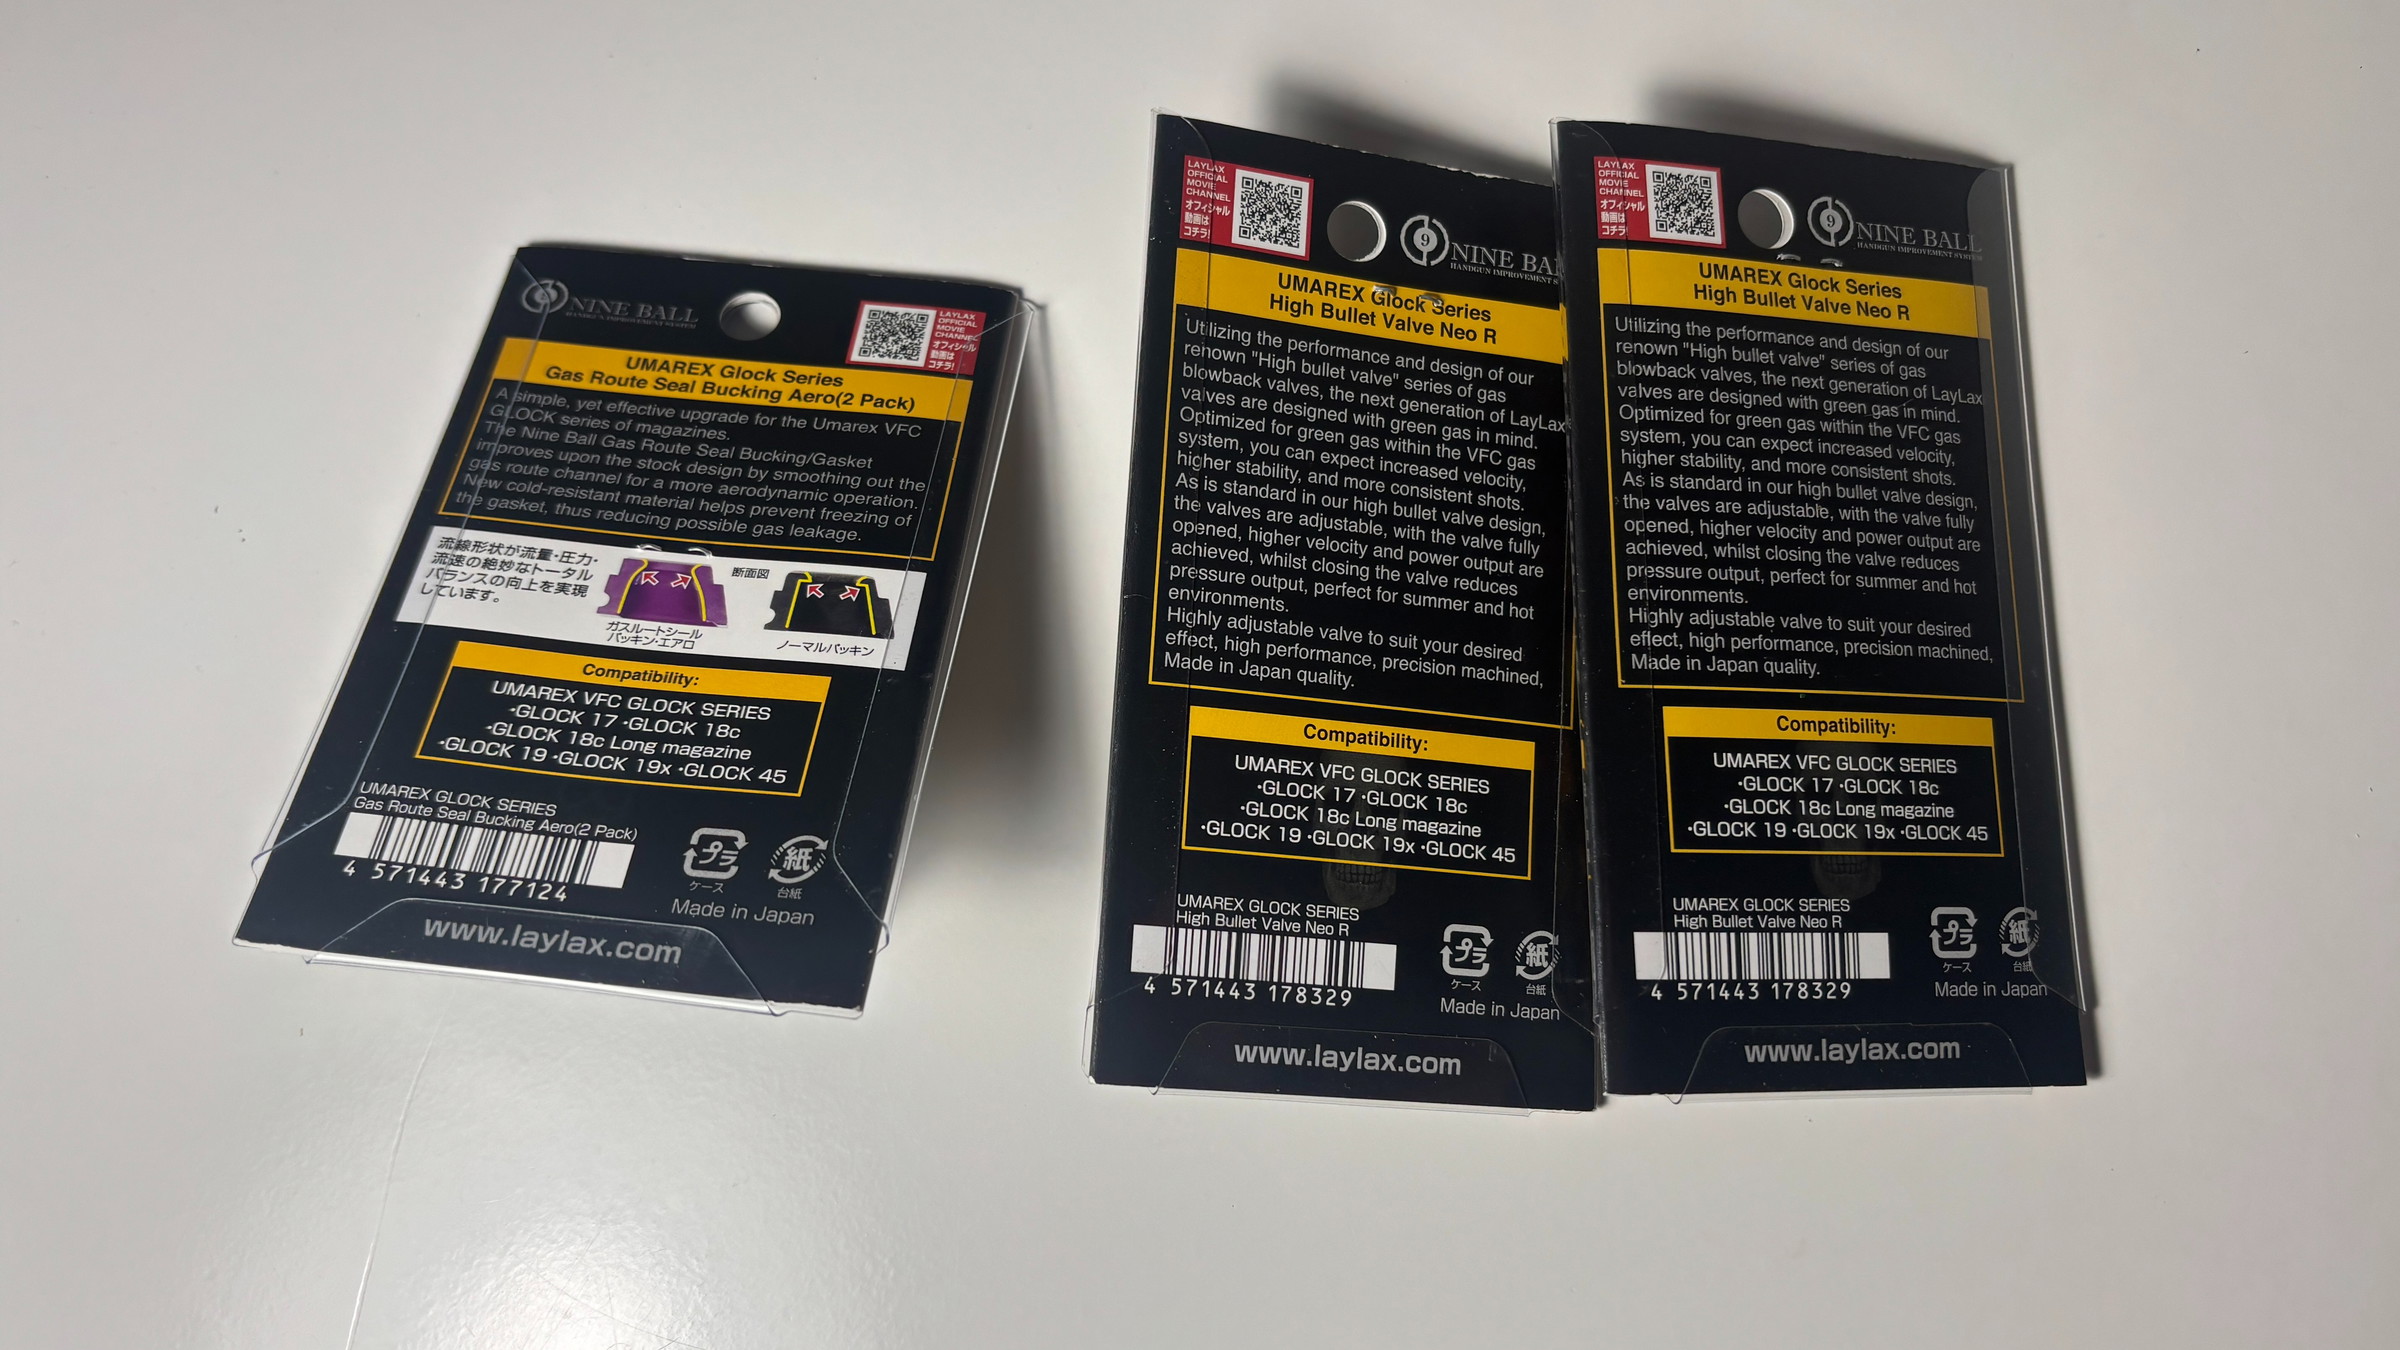 NINE BALL
HANDGUN IMPROVEMENT SYSTEM
LAYLAX
OFFICIAL
MOVIE
CHANNEL
オフィシャル
動画は
コチラ!
UMAREX Glock Series
Gas Route Seal Bucking Aero(2 Pack)
A simple, yet effective upgrade for the Umarex VFC
GLOCK series of magazines.
The Nine Ball Gas Route Seal Bucking/Gasket
improves upon the stock design by smoothing out the
gas route channel for a more aerodynamic operation.
New cold-resistant material helps prevent freezing of
the gasket, thus reducing possible gas leakage.
流線形状が流量・圧力・
流速の絶妙なトータル
バランスの向上を実現
しています。
断面図
ガスルートシール
パッキン・エアロ
ノーマルパッキン
Compatibility:
UMAREX VFC GLOCK SERIES
・GLOCK 17 ・GLOCK 18c
・GLOCK 18c Long magazine
・GLOCK 19 ・GLOCK 19x ・GLOCK 45
UMAREX GLOCK SERIES
Gas Route Seal Bucking Aero(2 Pack)
4 571443 177124
プラ
ケース
紙
台紙
Made in Japan
www.laylax.com
LAYLAX
OFFICIAL
MOVIE
CHANNEL
オフィシャル
動画は
コチラ!
9
NINE BA
HANDGUN IMPROVEMENT S
UMAREX Glock Series
High Bullet Valve Neo R
Utilizing the performance and design of our
renown "High bullet valve" series of gas
blowback valves, the next generation of LayLax
valves are designed with green gas in mind.
Optimized for green gas within the VFC gas
system, you can expect increased velocity,
higher stability, and more consistent shots.
As is standard in our high bullet valve design,
the valves are adjustable, with the valve fully
opened, higher velocity and power output are
achieved, whilst closing the valve reduces
pressure output, perfect for summer and hot
environments.
Highly adjustable valve to suit your desired
effect, high performance, precision machined,
Made in Japan quality.
Compatibility:
UMAREX VFC GLOCK SERIES
・GLOCK 17 ・GLOCK 18c
・GLOCK 18c Long magazine
・GLOCK 19 ・GLOCK 19x ・GLOCK 45
UMAREX GLOCK SERIES
High Bullet Valve Neo R
4 571443 178329
プラ
ケース
紙
台紙
Made in Japan
www.laylax.com
LAYLAX
OFFICIAL
MOVIE
CHANNEL
オフィシャル
動画は
コチラ!
9
NINE BALL
HANDGUN IMPROVEMENT SYSTEM
UMAREX Glock Series
High Bullet Valve Neo R
Utilizing the performance and design of our
renown "High bullet valve" series of gas
blowback valves, the next generation of LayLax
valves are designed with green gas in mind.
Optimized for green gas within the VFC gas
system, you can expect increased velocity,
higher stability, and more consistent shots.
As is standard in our high bullet valve design,
the valves are adjustable, with the valve fully
opened, higher velocity and power output are
achieved, whilst closing the valve reduces
pressure output, perfect for summer and hot
environments.
Highly adjustable valve to suit your desired
effect, high performance, precision machined,
Made in Japan quality.
Compatibility:
UMAREX VFC GLOCK SERIES
・GLOCK 17 ・GLOCK 18c
・GLOCK 18c Long magazine
・GLOCK 19 ・GLOCK 19x ・GLOCK 45
UMAREX GLOCK SERIES
High Bullet Valve Neo R
4 571443 178329
プラ
ケース
紙
台紙
Made in Japan
www.laylax.com